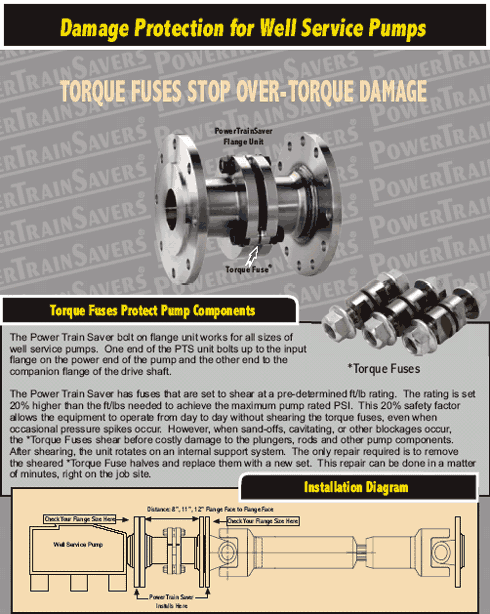 Damage Protection for Well Service Pumps
TORQUE FUSES STOP OVER-TORQUE DAMAGE
PowerTrainSaver
Flange Unit
Torque Fuse*
Torque Fuses Protect Pump Components
*Torque Fuses
The Power Train Saver bolt on flange unit works for all sizes of
well service pumps. One end of the PTS unit bolts up to the input
flange on the power end of the pump and the other end to the
companion flange of the drive shaft.
The Power Train Saver has fuses that are set to shear at a pre-determined ft/lb rating. The rating is set
20% higher than the ft/lbs needed to achieve the maximum pump rated PSI. This 20% safety factor
allows the equipment to operate from day to day without shearing the torque fuses, even when
occasional pressure spikes occur. However, when sand-offs, cavitating, or other blockages occur,
the *Torque Fuses shear before costly damage to the plungers, rods and other pump components.
After shearing, the unit rotates on an internal support system. The only repair required is to remove
the sheared *Torque Fuse halves and replace them with a new set. This repair can be done in a matter
of minutes, right on the job site.
Installation Diagram
Distance: 8", 11", 12" Flange Face to Flange Face
Check Your Flange Size Here
Check Your Flange Size Here
Well Service Pump
Power Train Saver
Installs Here
POWERTRAINSAVERS